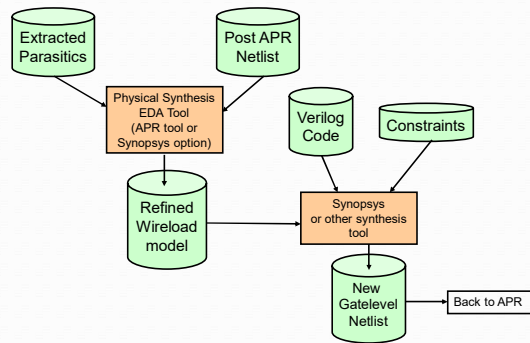 Extracted
Parasitics
Post APR
Netlist
Physical Synthesis
EDA Tool
(APR tool or
Synopsys option)
Verilog
Code
Constraints
Refined
Wireload
model
Synopsys
or other synthesis
tool
New
Gatelevel
Netlist
Back to APR